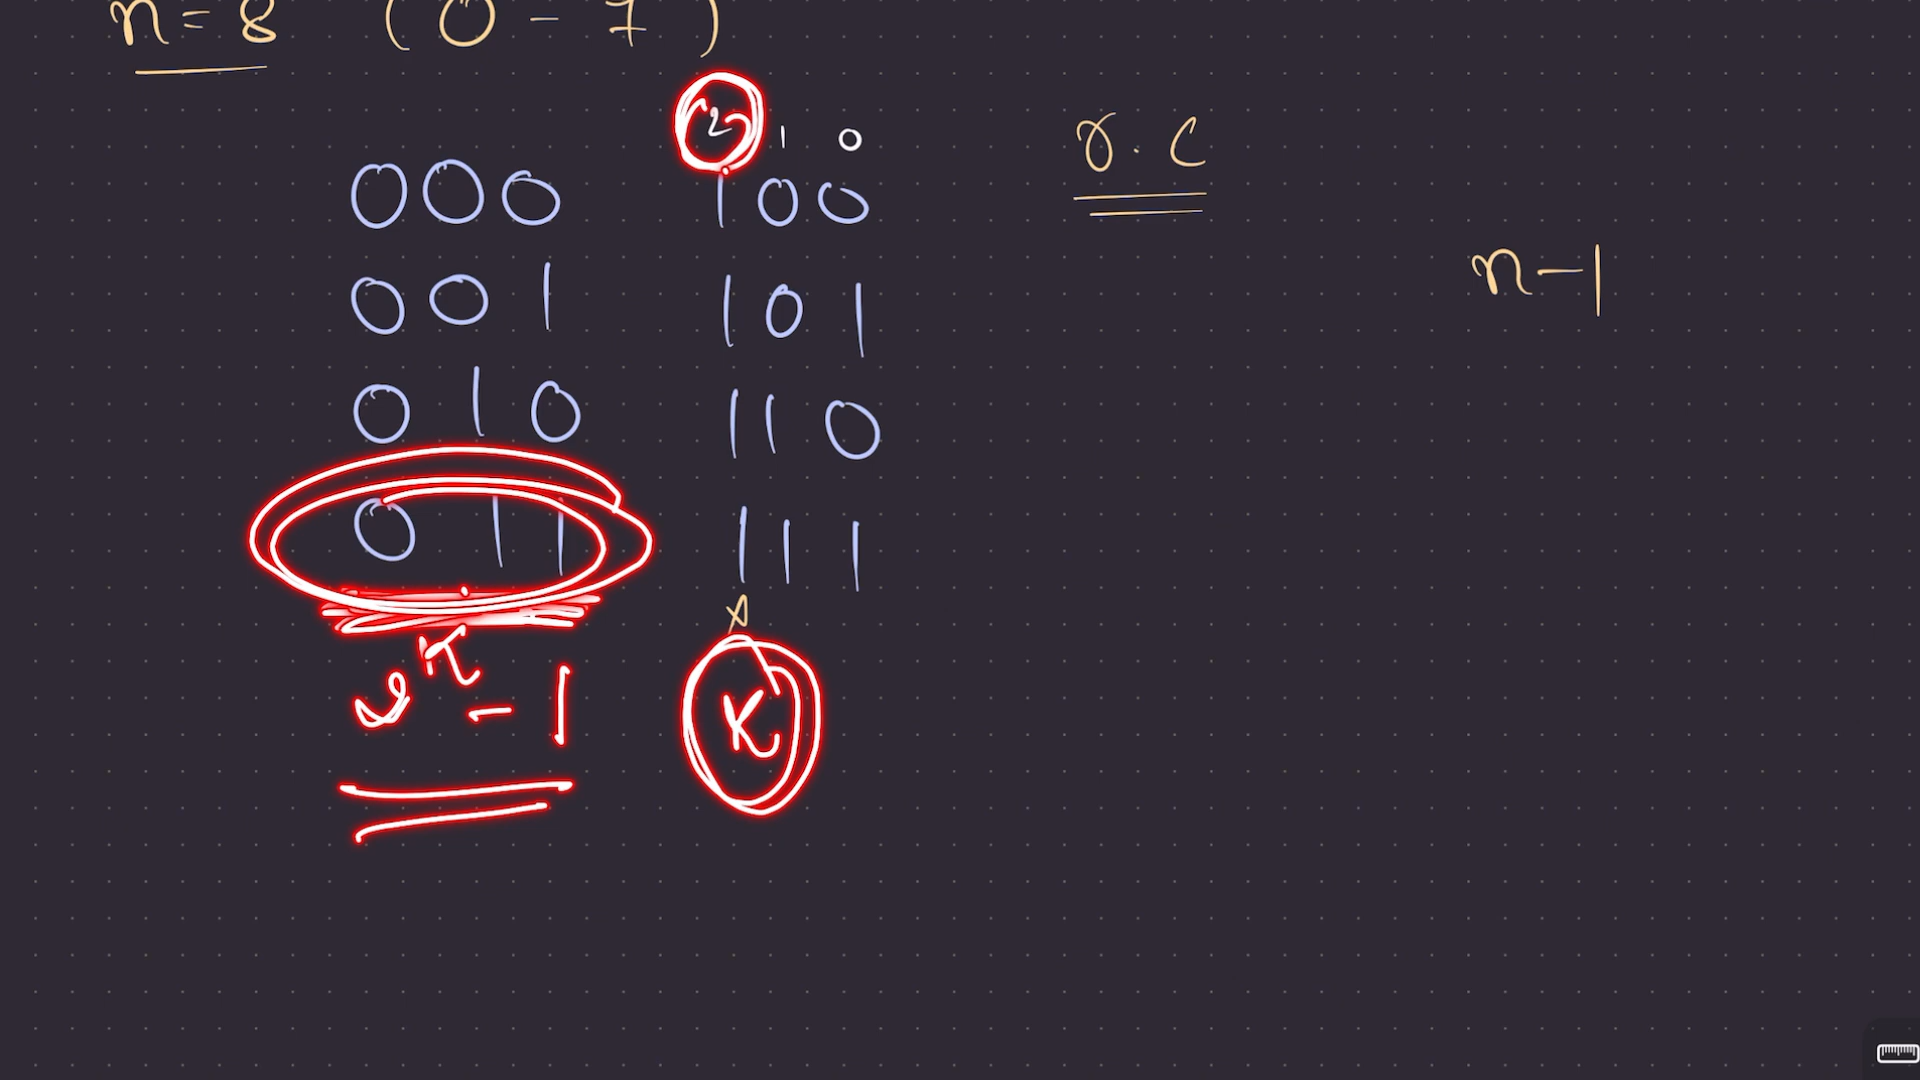 n = 8 ( 0 - 7 )
2 1 0
000 100
001 101
010 110
011 111
2^K - 1 K
r . c
n - 1